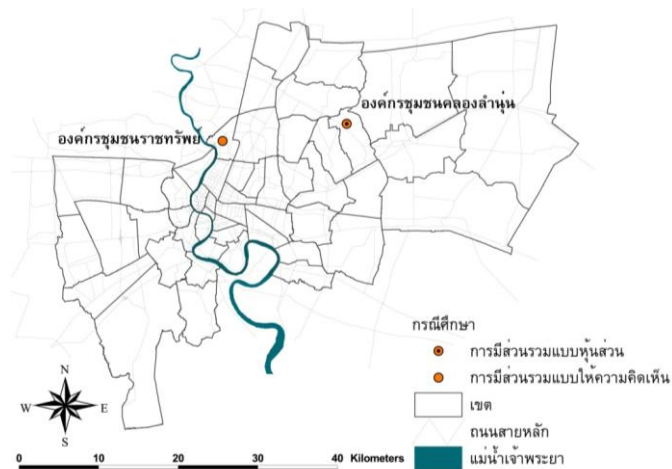 องค์กรชุมชนคลองลำนุ่น
องค์กรชุมชนราชทรัพย์
กรณีศึกษา
การมีส่วนรวมแบบหุ้นส่วน
การมีส่วนรวมแบบให้ความคิดเห็น
เขต
ถนนสายหลัก
แม่น้ำเจ้าพระยา
N
W E
S
0 10 20 30 40 Kilometers